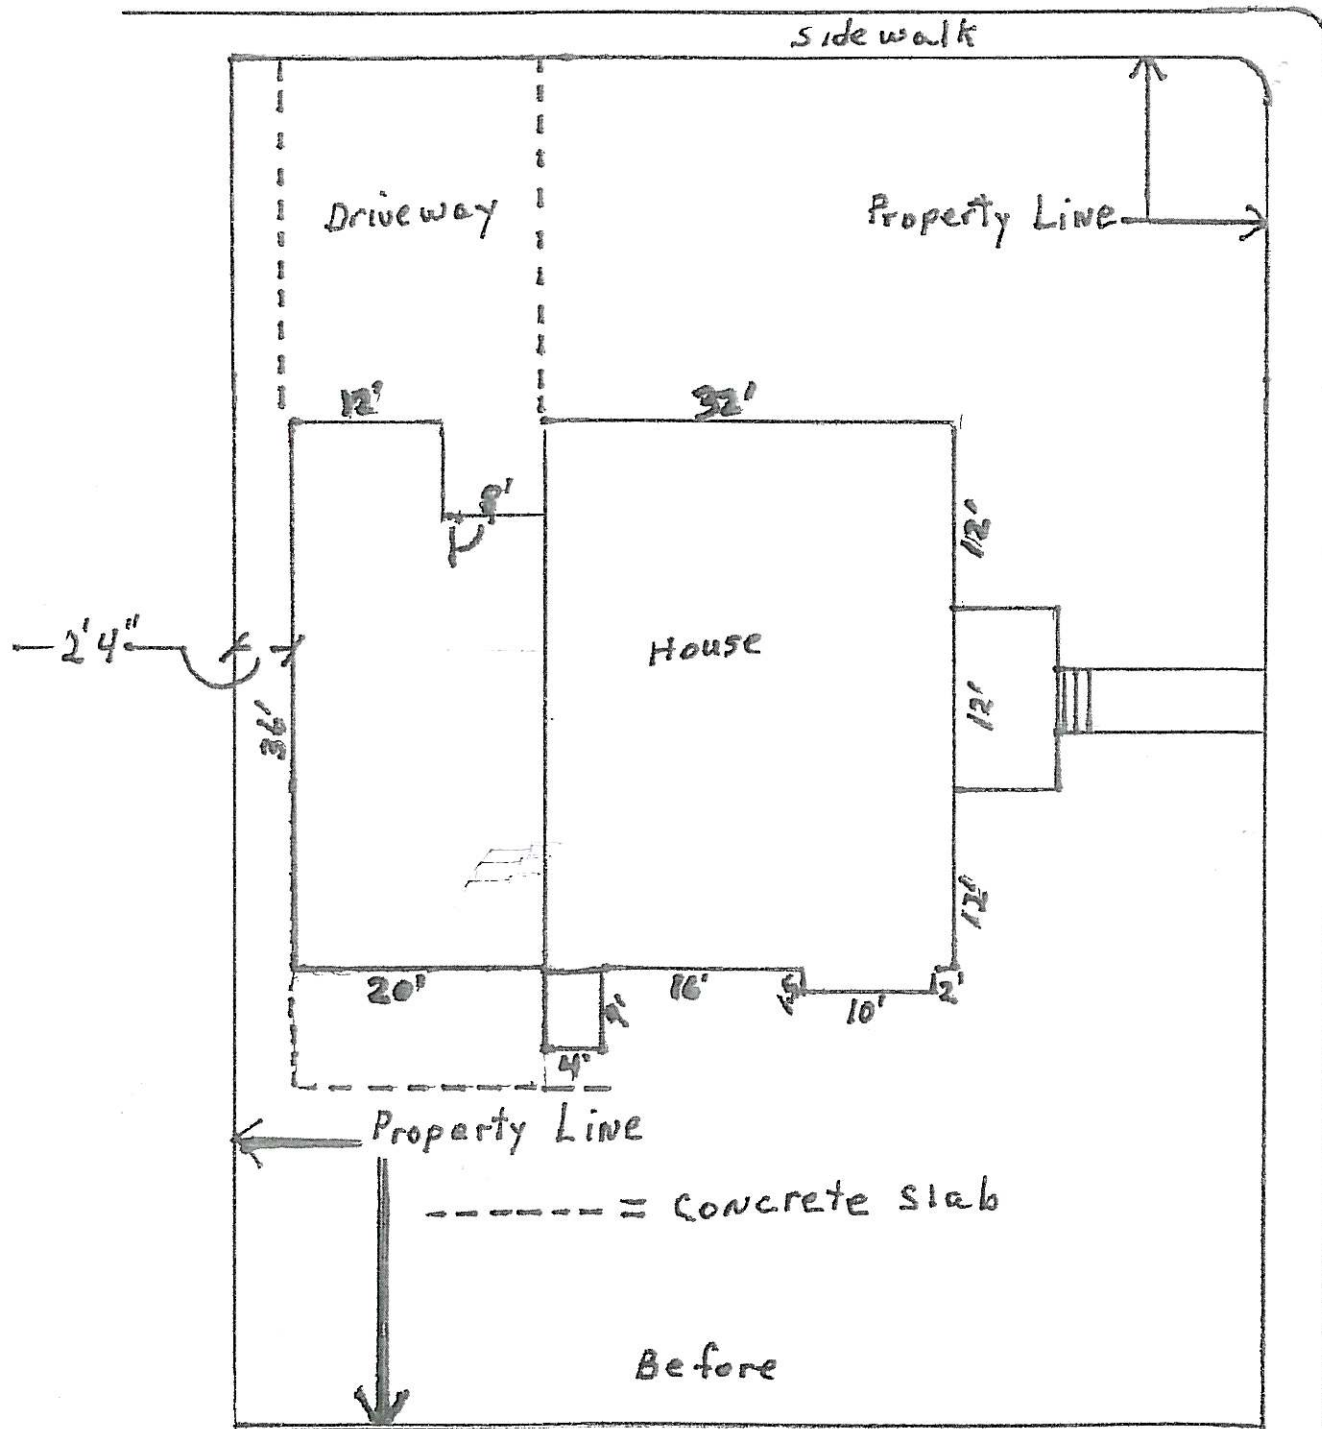 Sidewalk
Driveway
Property Line
12'
32'
8'
12'
2'4"
House
36'
12'
12'
20'
16'
10'
2'
4'
Property Line
------- = Concrete Slab
Before